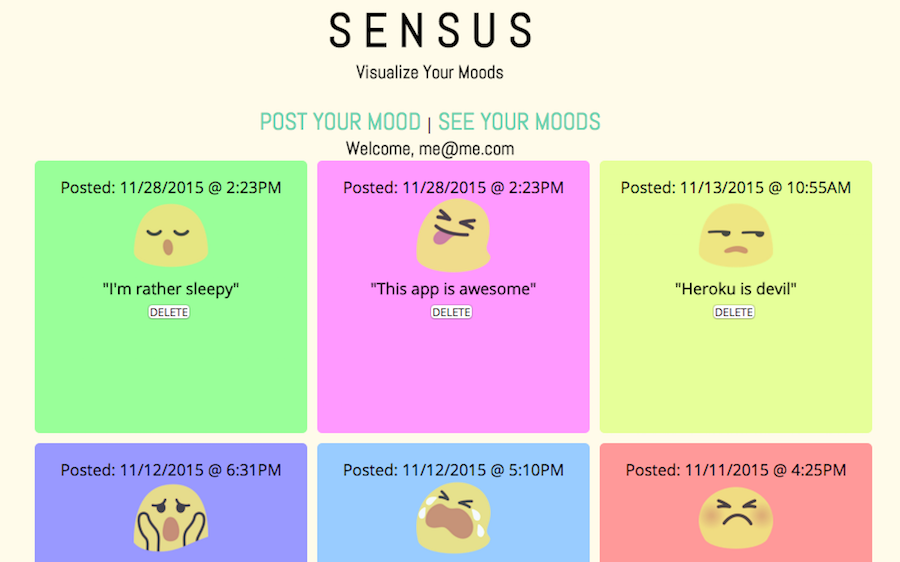 SENSUS
Visualize Your Moods
POST YOUR MOOD | SEE YOUR MOODS
Welcome, me@me.com
Posted: 11/28/2015 @ 2:23PM
"I'm rather sleepy"
DELETE
Posted: 11/28/2015 @ 2:23PM
"This app is awesome"
DELETE
Posted: 11/13/2015 @ 10:55AM
"Heroku is devil"
DELETE
Posted: 11/12/2015 @ 6:31PM
Posted: 11/12/2015 @ 5:10PM
Posted: 11/11/2015 @ 4:25PM